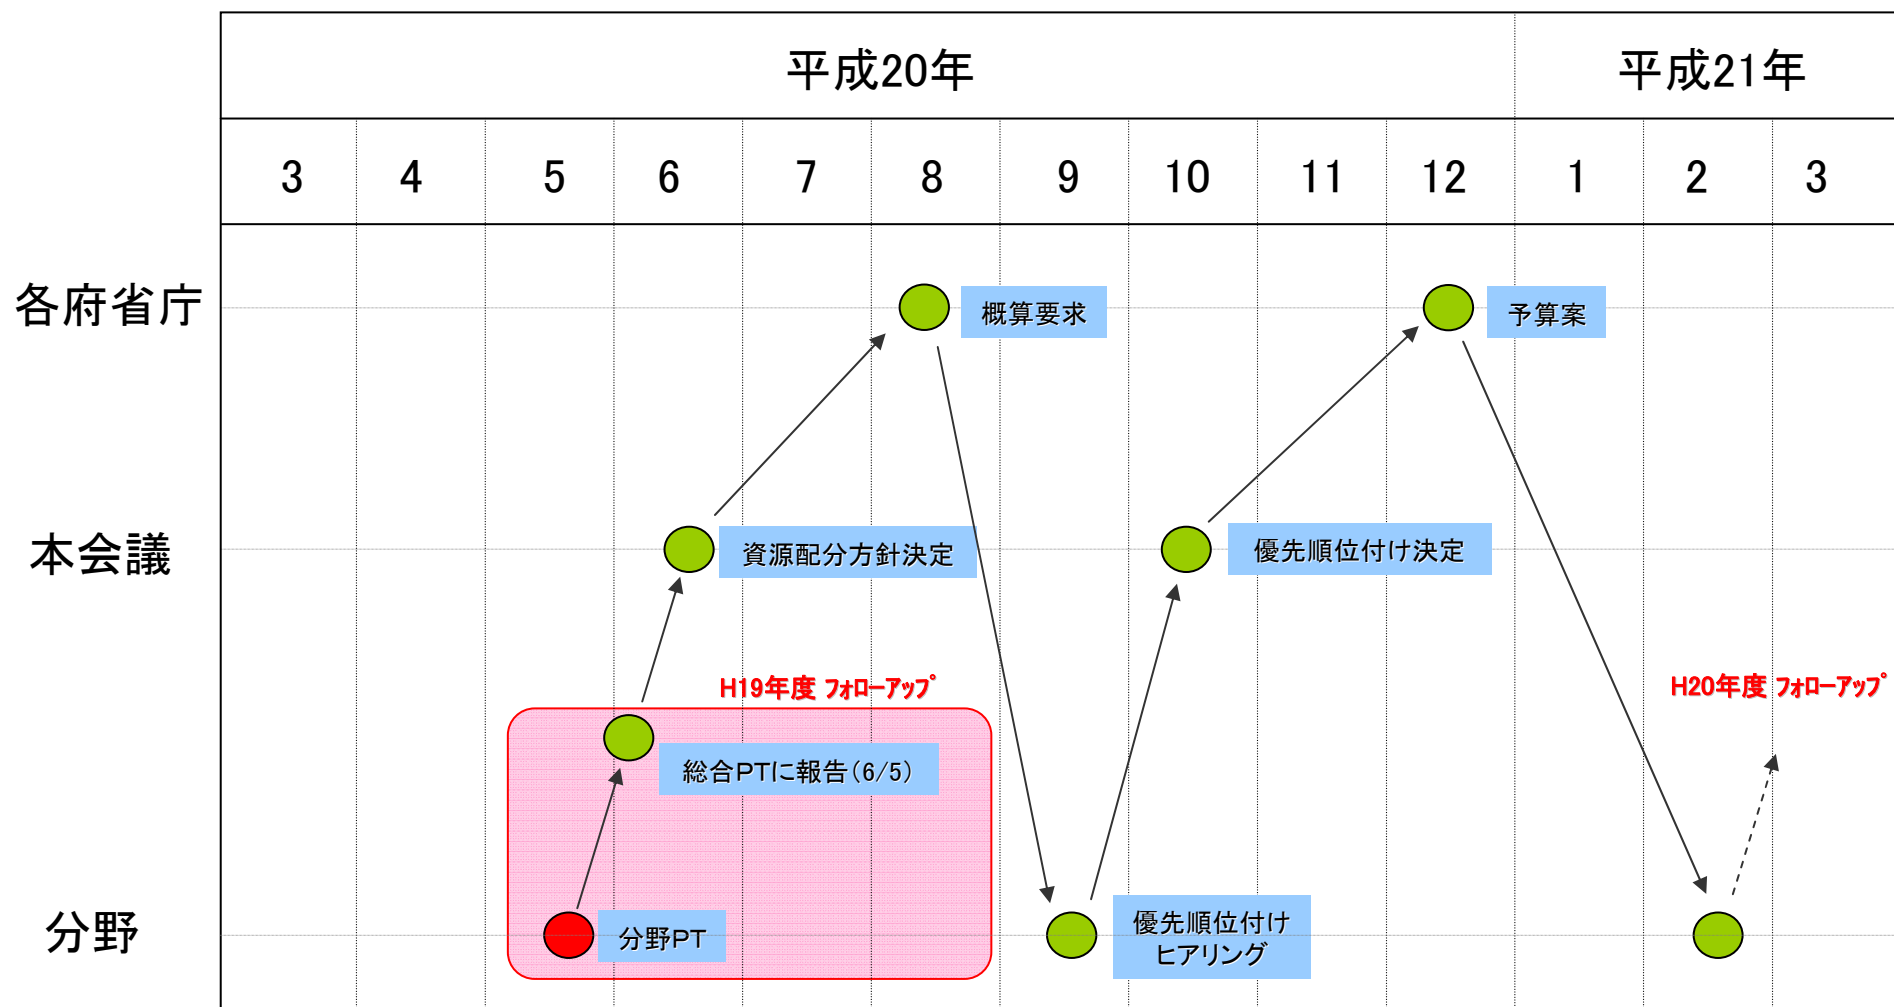 平成20年
平成21年
3 4 5 6 7 8 9 10 11 12 1 2 3
各府省庁
概算要求
予算案
本会議
資源配分方針決定
優先順位付け決定
H19年度 ﾌｫﾛｰｱｯﾌﾟ
H20年度 ﾌｫﾛｰｱｯﾌﾟ
総合PTに報告(6/5)
分野
分野PT
優先順位付け
ヒアリング